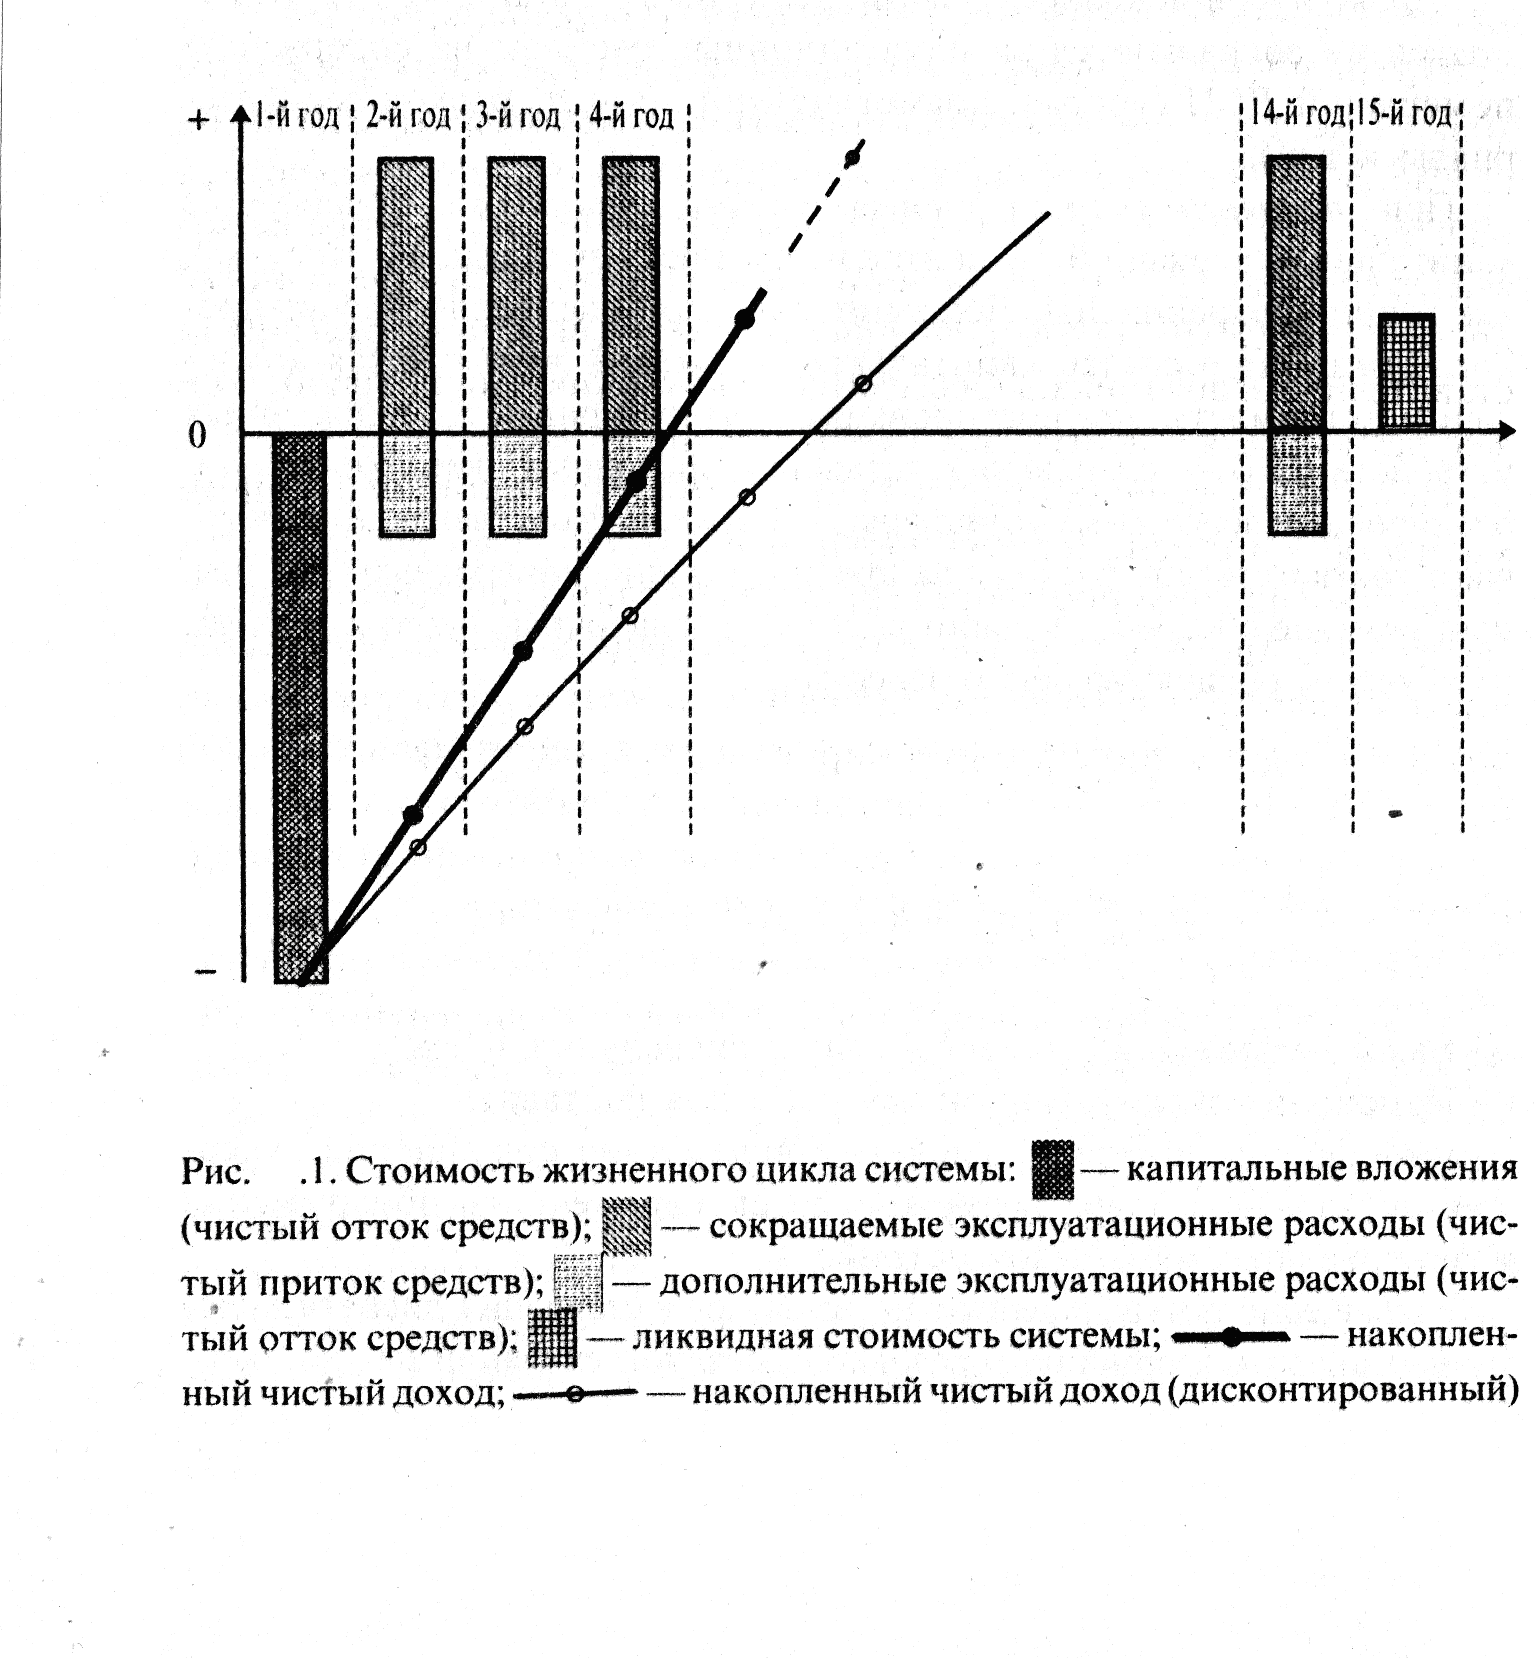 + 1-й год 2-й год 3-й год 4-й год 14-й год 15-й год
0
–
Рис. .1. Стоимость жизненного цикла системы: — капитальные вложения
(чистый отток средств); — сокращаемые эксплуатационные расходы (чис-
тый приток средств); — дополнительные эксплуатационные расходы (чис-
тый отток средств); — ликвидная стоимость системы; — накоплен-
ный чистый доход; — накопленный чистый доход (дисконтированный)